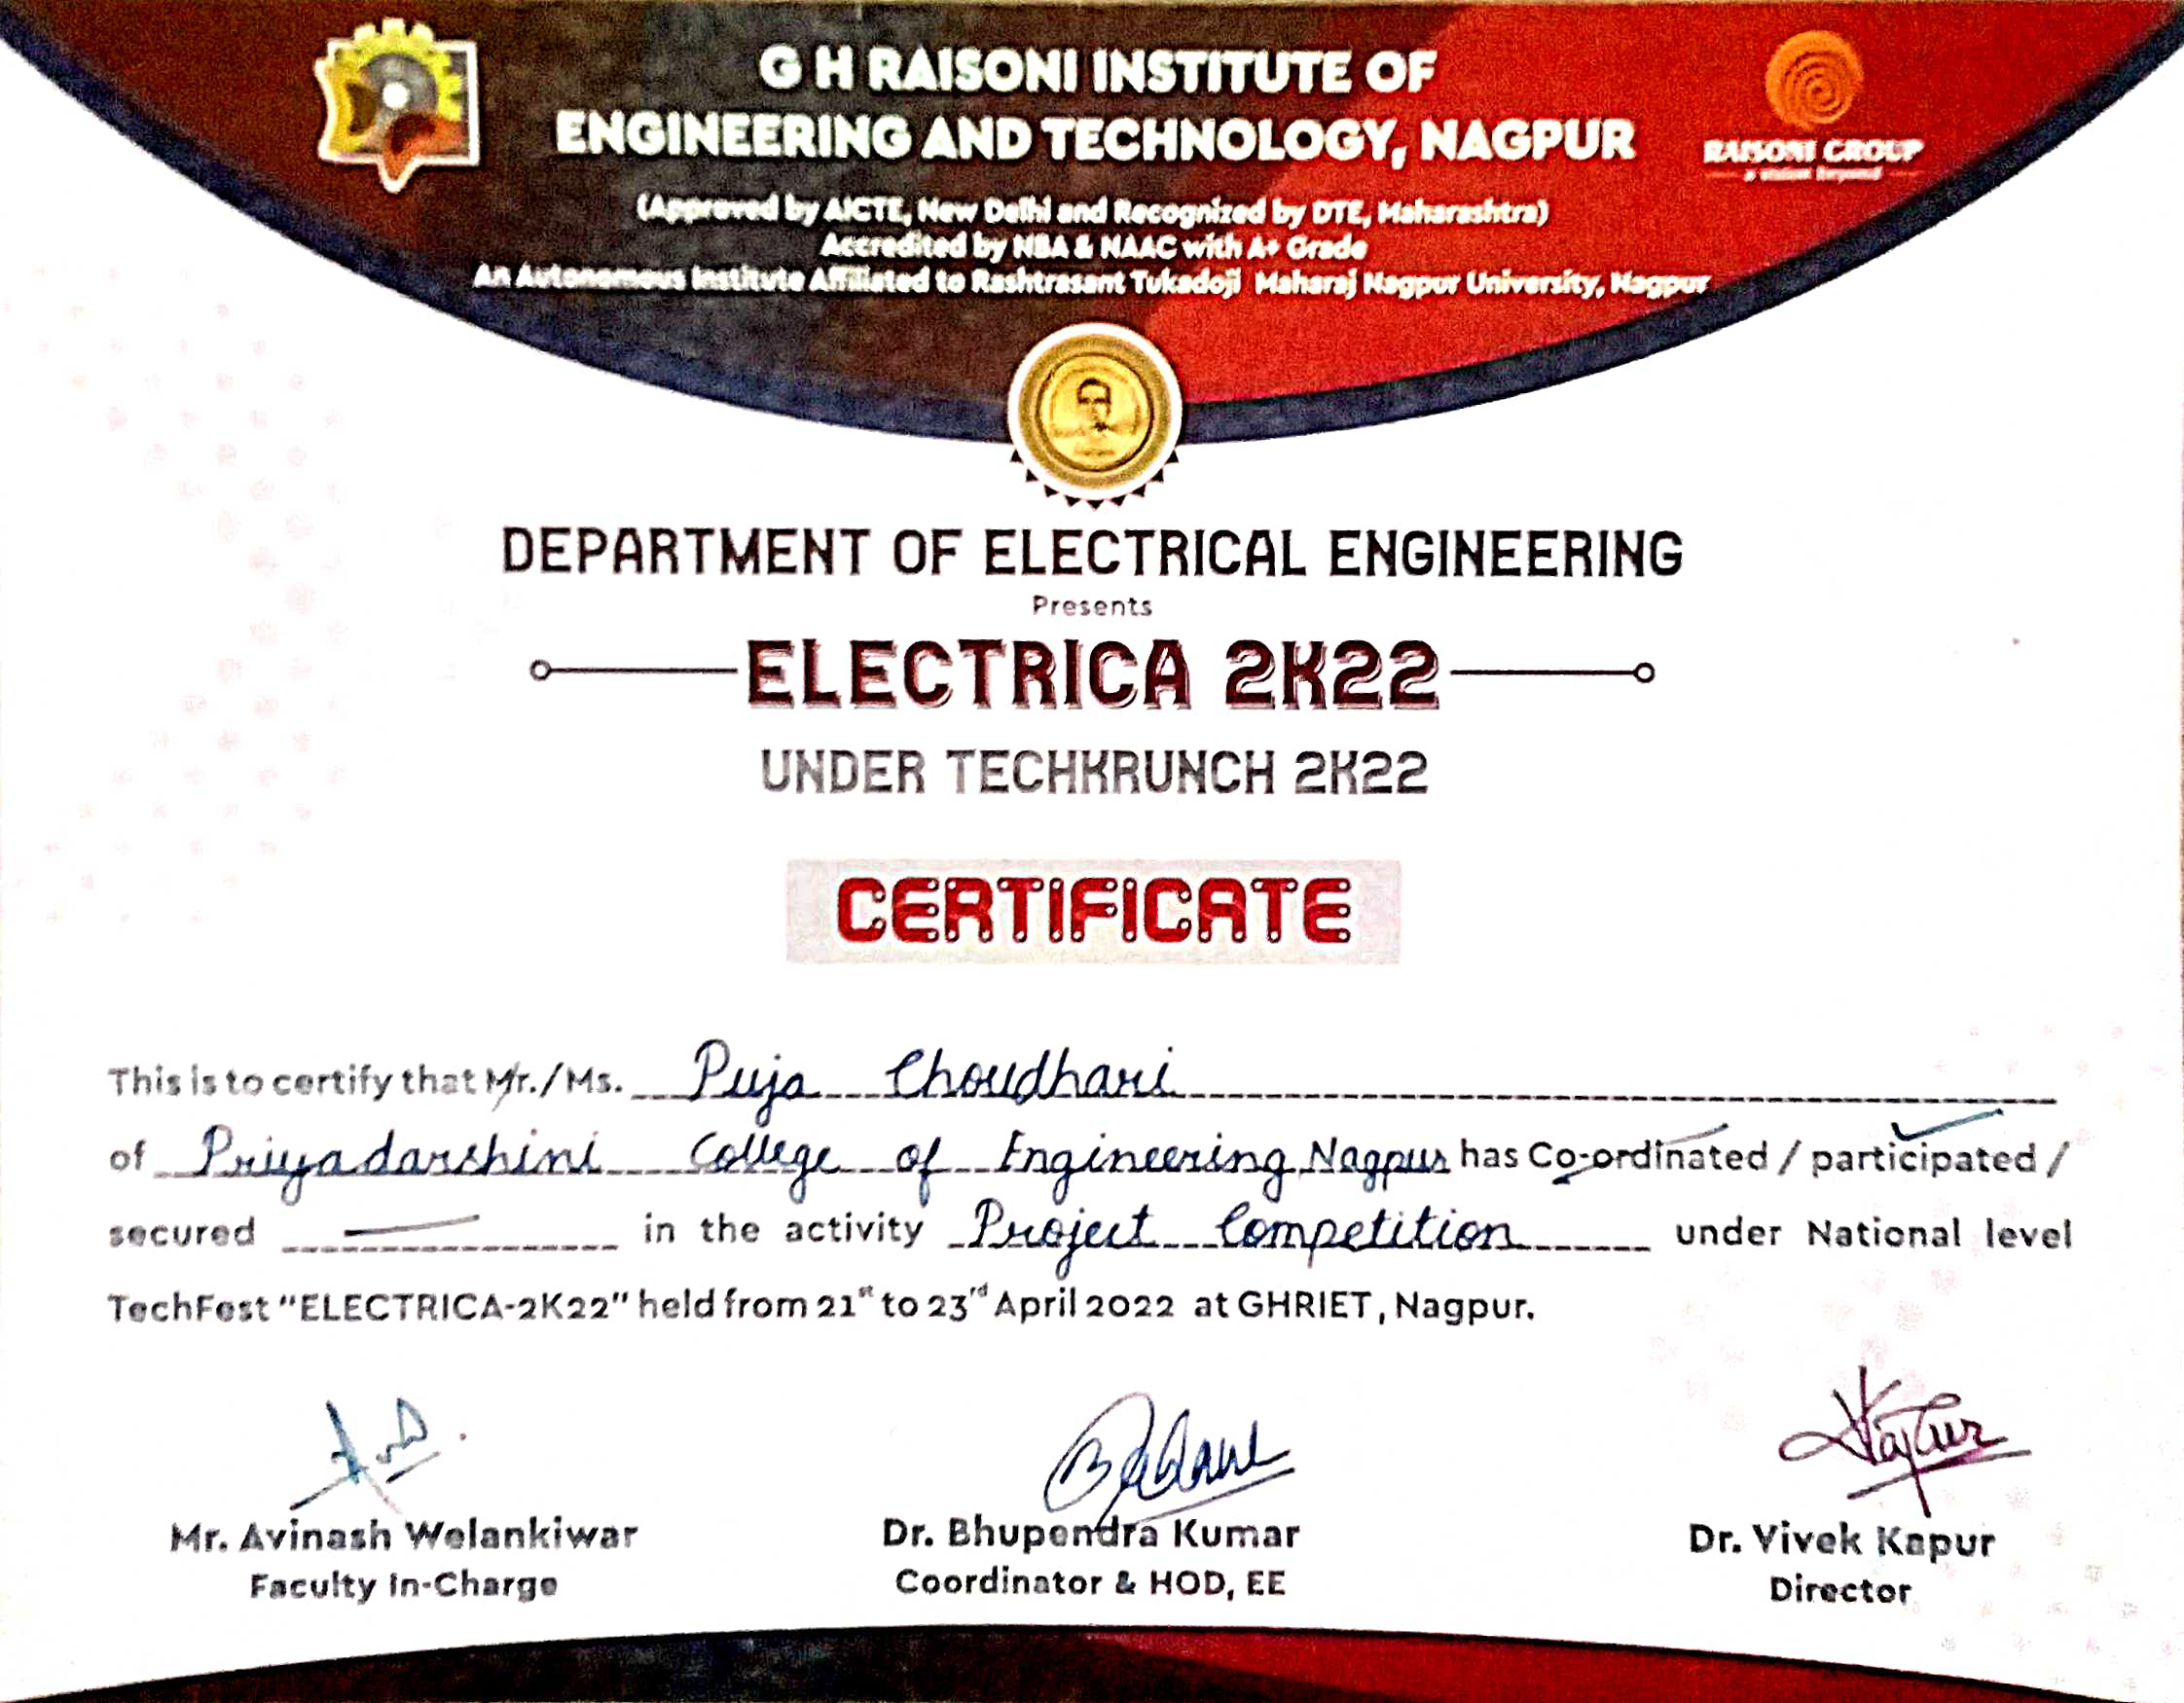 G H RAISONI INSTITUTE OF
ENGINEERING AND TECHNOLOGY, NAGPUR
RAISONI GROUP
a vision beyond
(Approved by AICTE, New Delhi and Recognized by DTE, Maharashtra)
Accredited by NBA & NAAC with A+ Grade
An Autonomous Institute Affiliated to Rashtrasant Tukadoji Maharaj Nagpur University, Nagpur
DEPARTMENT OF ELECTRICAL ENGINEERING
Presents
ELECTRICA 2K22
UNDER TECHKRUNCH 2K22
CERTIFICATE
This is to certify that Mr./Ms. Puja Choudhari
of Priyadarshini College of Engineering Nagpur has Co-ordinated / participated /
secured — in the activity Project Competition under National level
TechFest "ELECTRICA-2K22" held from 21st to 23rd April 2022 at GHRIET, Nagpur.
Mr. Avinash Welankiwar
Faculty In-Charge
Dr. Bhupendra Kumar
Coordinator & HOD, EE
Dr. Vivek Kapur
Director